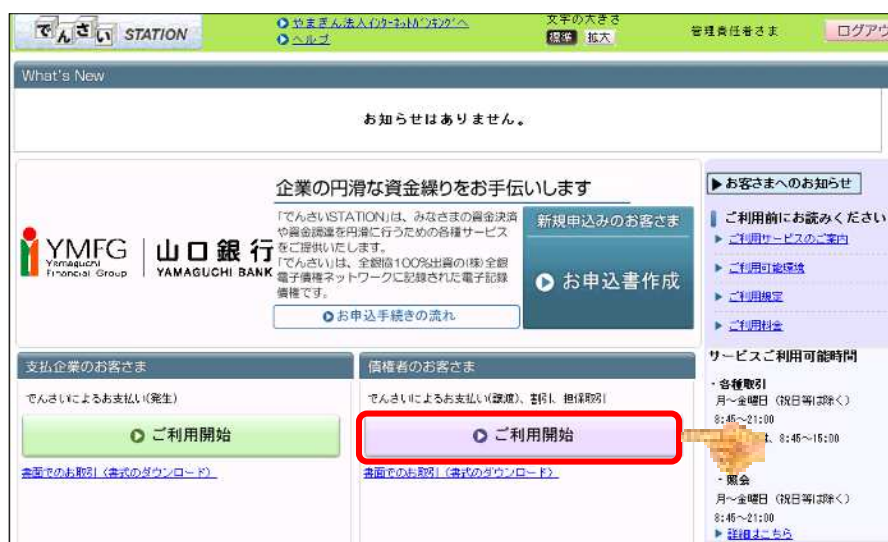 でんさい STATION
やまぎん法人インターネットバンキングへ
ヘルプ
文字の大きさ
標準 拡大
管理責任者さま
ログアウ
What's New
お知らせはありません。
YMFG
Yamaguchi
Financial Group
山口銀行
YAMAGUCHI BANK
企業の円滑な資金繰りをお手伝いします
「でんさいSTATION」は、みなさまの資金決済
や資金調達を円滑に行うための各種サービス
をご提供いたします。
「でんさい」は、全銀協100%出資の(株)全銀
電子債権ネットワークに記録された電子記録
債権です。
お申込手続きの流れ
新規申込みのお客さま
お申込書作成
支払企業のお客さま
でんさいによるお支払い(発生)
ご利用開始
書面でのお取引(書式のダウンロード)
債権者のお客さま
でんさいによるお支払い(譲渡)、割引、担保取引
ご利用開始
書面でのお取引(書式のダウンロード)
お客さまへのお知らせ
ご利用前にお読みください
ご利用サービスのご案内
ご利用可能環境
ご利用規定
ご利用料金
サービスご利用可能時間
・各種取引
月～金曜日(祝日等は除く)
8:45～21:00
は、8:45～15:00
・照会
月～金曜日(祝日等は除く)
8:45～21:00
詳細はこちら